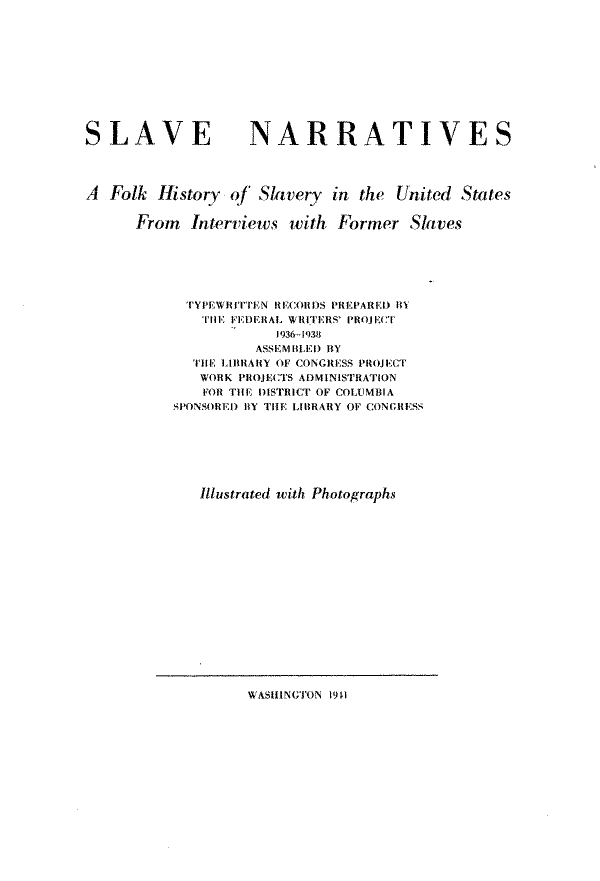 SLAVE NARRATIVES
A Folk History of Slavery in the United States
From Interviews with Former Slaves
TYPEWRITTEN RECORDS PREPARED BY
THE FEDERAL WRITERS' PROJECT
1936-1938
ASSEMBLED BY
THE LIBRARY OF CONGRESS PROJECT
WORK PROJECTS ADMINISTRATION
FOR THE DISTRICT OF COLUMBIA
SPONSORED BY THE LIBRARY OF CONGRESS
Illustrated with Photographs
WASHINGTON 1941